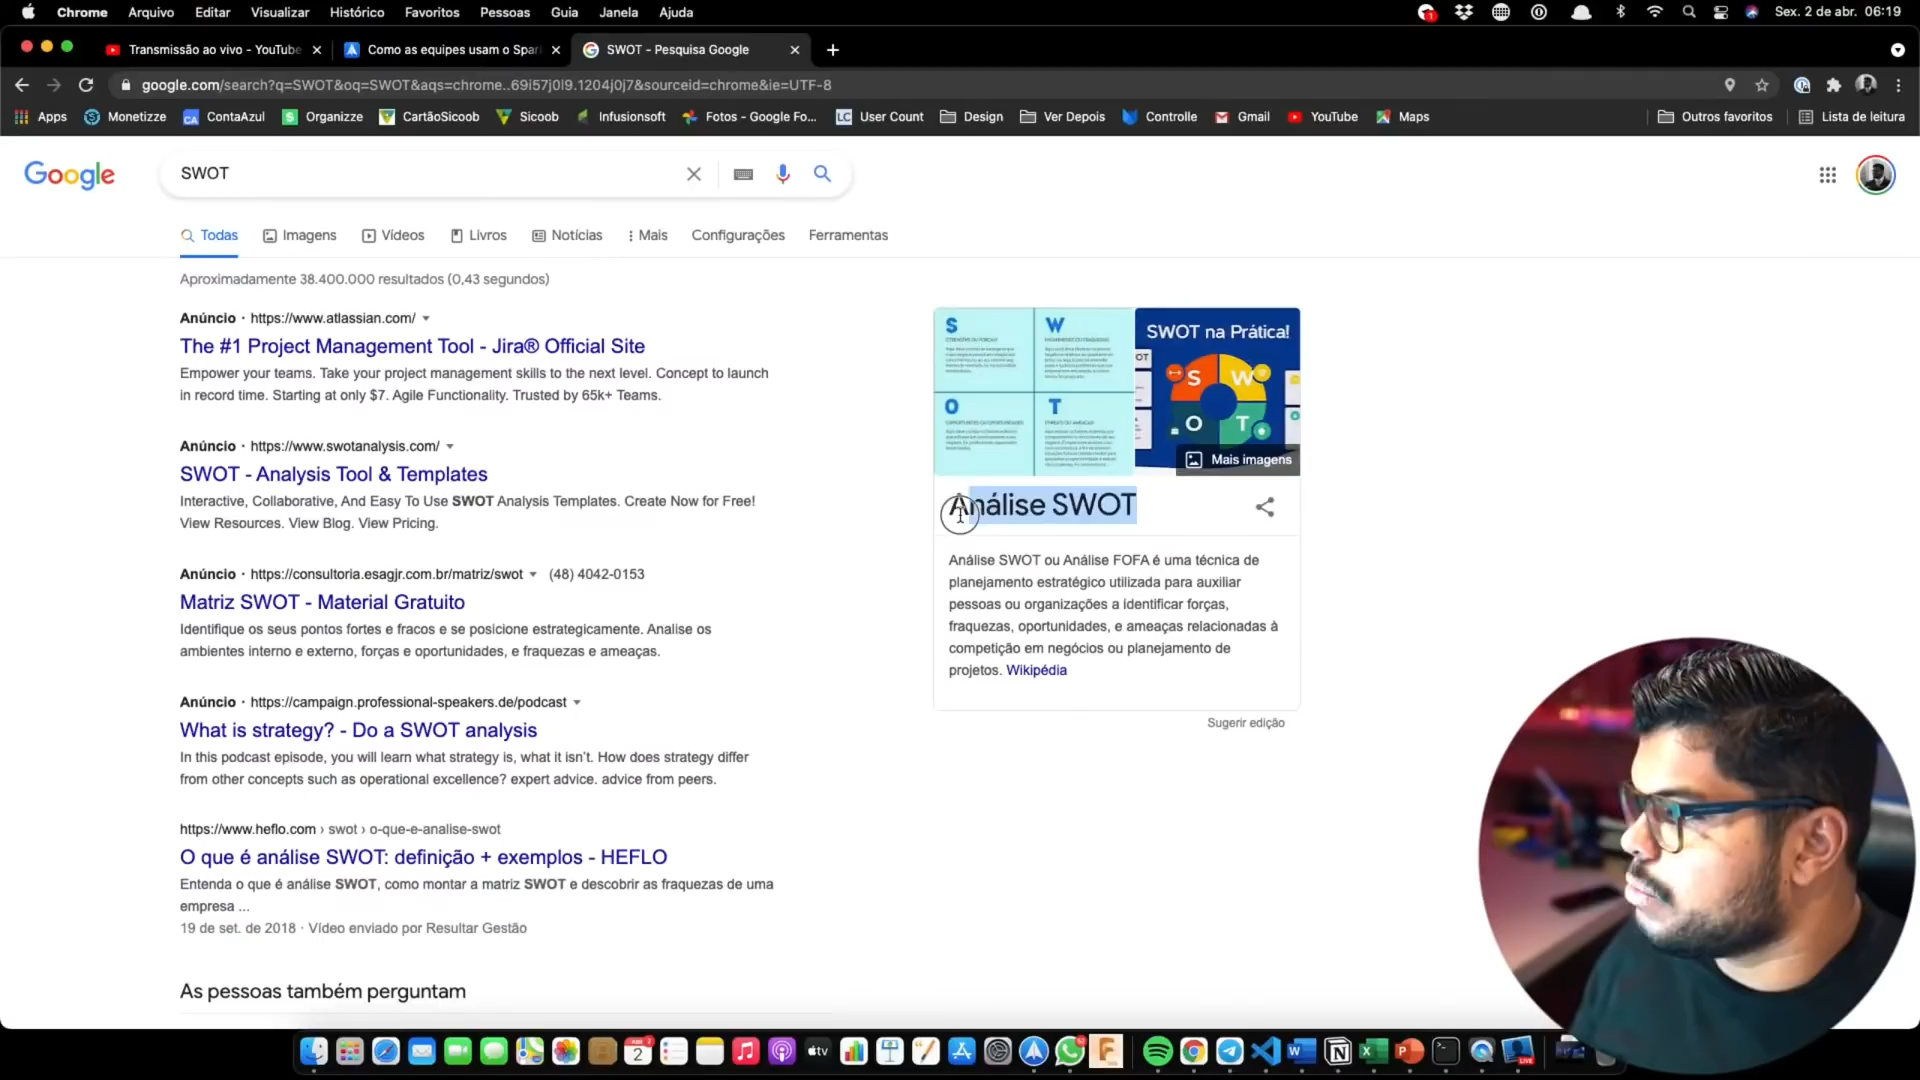 Chrome Arquivo Editar Visualizar Histórico Favoritos Pessoas Guia Janela Ajuda
1
Sex. 2 de abr. 06:19
Transmissão ao vivo - YouTube
Como as equipes usam o Spar
SWOT - Pesquisa Google
google.com/search?q=SWOT&oq=SWOT&aqs=chrome..69i57j0l9.1204j0j7&sourceid=chrome&ie=UTF-8
Apps Monetizze ContaAzul Organizze CartãoSicoob Sicoob Infusionsoft Fotos - Google Fo... User Count Design Ver Depois Controlle Gmail YouTube Maps Outros favoritos Lista de leitura
Google
SWOT
Todas Imagens Vídeos Livros Notícias Mais Configurações Ferramentas
Aproximadamente 38.400.000 resultados (0,43 segundos)
Anúncio · https://www.atlassian.com/
The #1 Project Management Tool - Jira® Official Site
Empower your teams. Take your project management skills to the next level. Concept to launch
in record time. Starting at only $7. Agile Functionality. Trusted by 65k+ Teams.
Anúncio · https://www.swotanalysis.com/
SWOT - Analysis Tool & Templates
Interactive, Collaborative, And Easy To Use SWOT Analysis Templates. Create Now for Free!
View Resources. View Blog. View Pricing.
Anúncio · https://consultoria.esagjr.com.br/matriz/swot (48) 4042-0153
Matriz SWOT - Material Gratuito
Identifique os seus pontos fortes e fracos e se posicione estrategicamente. Analise os
ambientes interno e externo, forças e oportunidades, e fraquezas e ameaças.
Anúncio · https://campaign.professional-speakers.de/podcast
What is strategy? - Do a SWOT analysis
In this podcast episode, you will learn what strategy is, what it isn't. How does strategy differ
from other concepts such as operational excellence? expert advice. advice from peers.
https://www.heflo.com › swot › o-que-e-analise-swot
O que é análise SWOT: definição + exemplos - HEFLO
Entenda o que é análise SWOT, como montar a matriz SWOT e descobrir as fraquezas de uma
empresa ...
19 de set. de 2018 · Vídeo enviado por Resultar Gestão
As pessoas também perguntam
S W
O T
SWOT na Prática!
S W
O T
Mais imagens
Análise SWOT
Análise SWOT ou Análise FOFA é uma técnica de
planejamento estratégico utilizada para auxiliar
pessoas ou organizações a identificar forças,
fraquezas, oportunidades, e ameaças relacionadas à
competição em negócios ou planejamento de
projetos. Wikipédia
Sugerir edição
2
tv